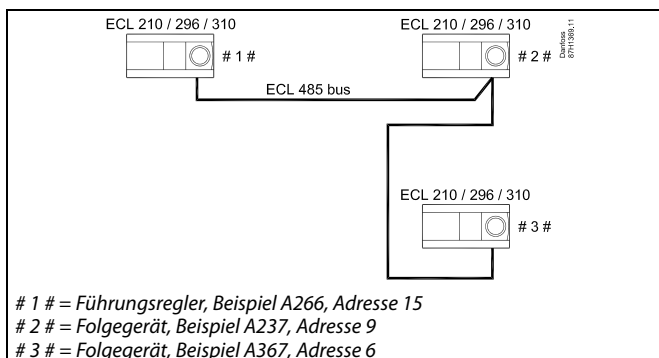 ECL 210 / 296 / 310
ECL 210 / 296 / 310
# 1 #
# 2 #
Danfoss
87H1389.11
ECL 485 bus
ECL 210 / 296 / 310
# 3 #
# 1 # = Führungsregler, Beispiel A266, Adresse 15
# 2 # = Folgegerät, Beispiel A237, Adresse 9
# 3 # = Folgegerät, Beispiel A367, Adresse 6